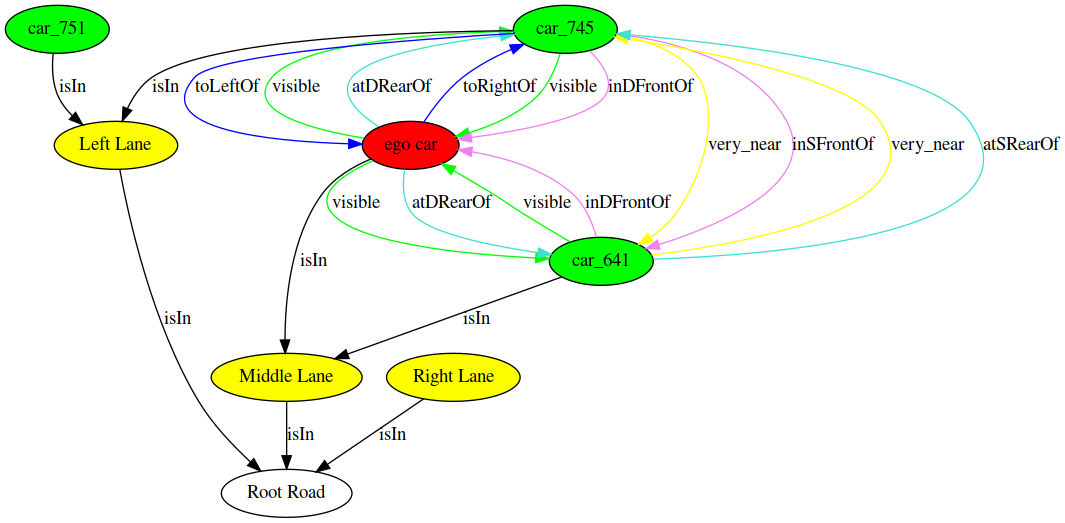 car_751
car_745
isIn
isIn
toLeftOf
visible
atDRearOf
toRightOf
visible
inDFrontOf
Left Lane
ego car
very_near
inSFrontOf
very_near
atSRearOf
visible
atDRearOf
visible
inDFrontOf
isIn
car_641
isIn
isIn
Middle Lane
Right Lane
isIn
isIn
Root Road